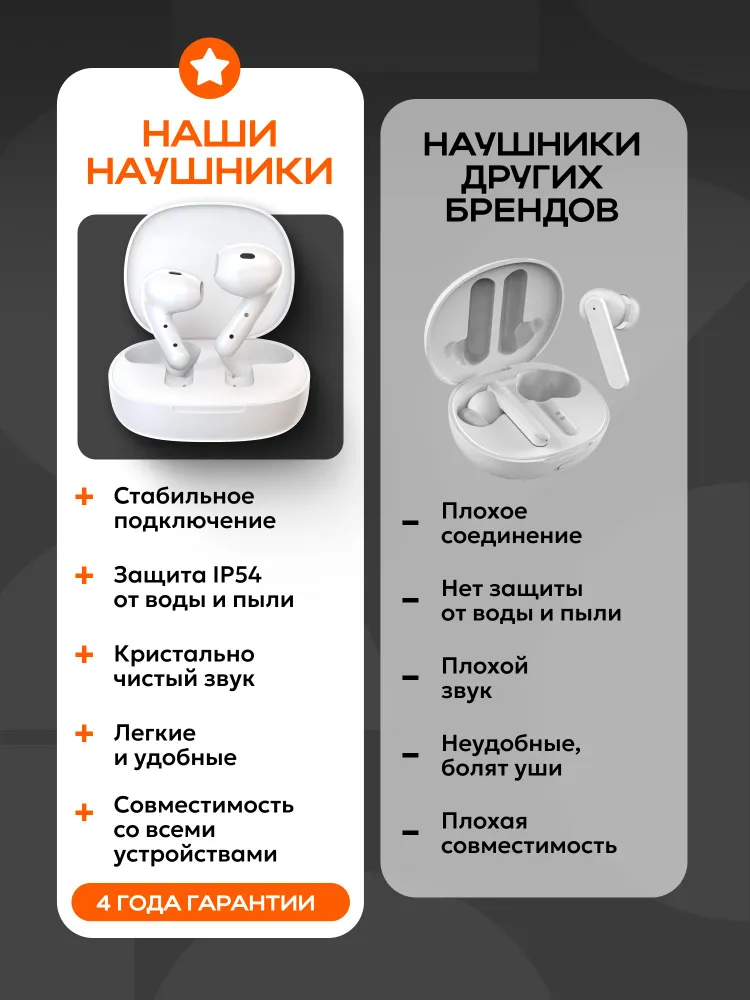 НАШИ
НАУШНИКИ
+ Стабильное
подключение
+ Защита IP54
от воды и пыли
+ Кристально
чистый звук
+ Легкие
и удобные
+ Совместимость
со всеми
устройствами
4 ГОДА ГАРАНТИИ
НАУШНИКИ
ДРУГИХ
БРЕНДОВ
- Плохое
соединение
- Нет защиты
от воды и пыли
- Плохой
звук
- Неудобные,
болят уши
- Плохая
совместимость